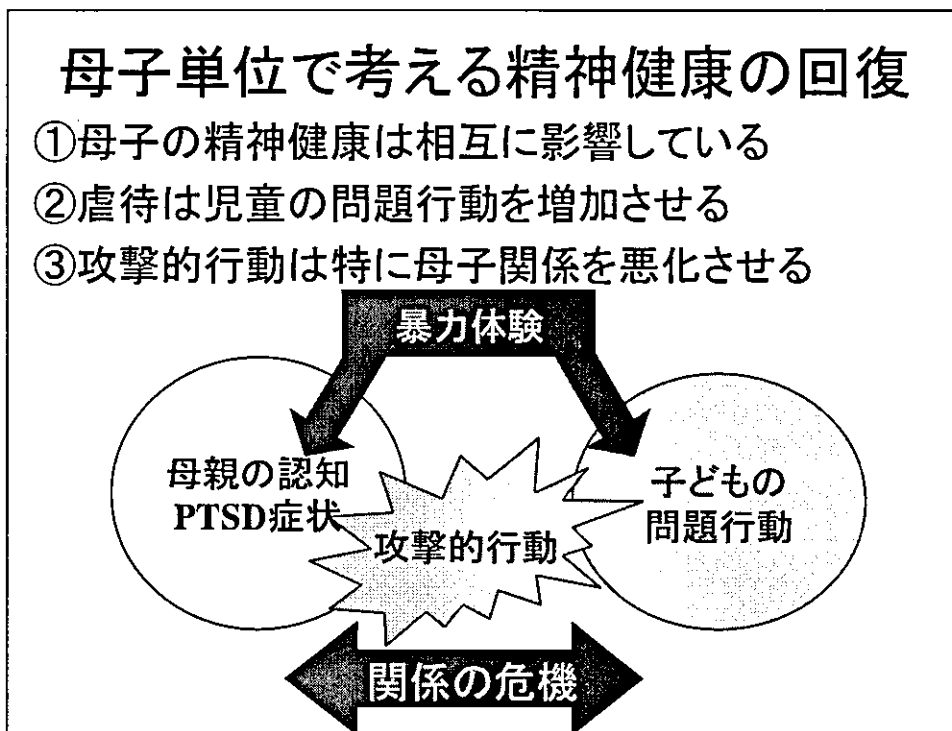 母子単位で考える精神健康の回復
①母子の精神健康は相互に影響している
②虐待は児童の問題行動を増加させる
③攻撃的行動は特に母子関係を悪化させる
暴力体験
母親の認知
PTSD症状
攻撃的行動
子どもの
問題行動
関係の危機